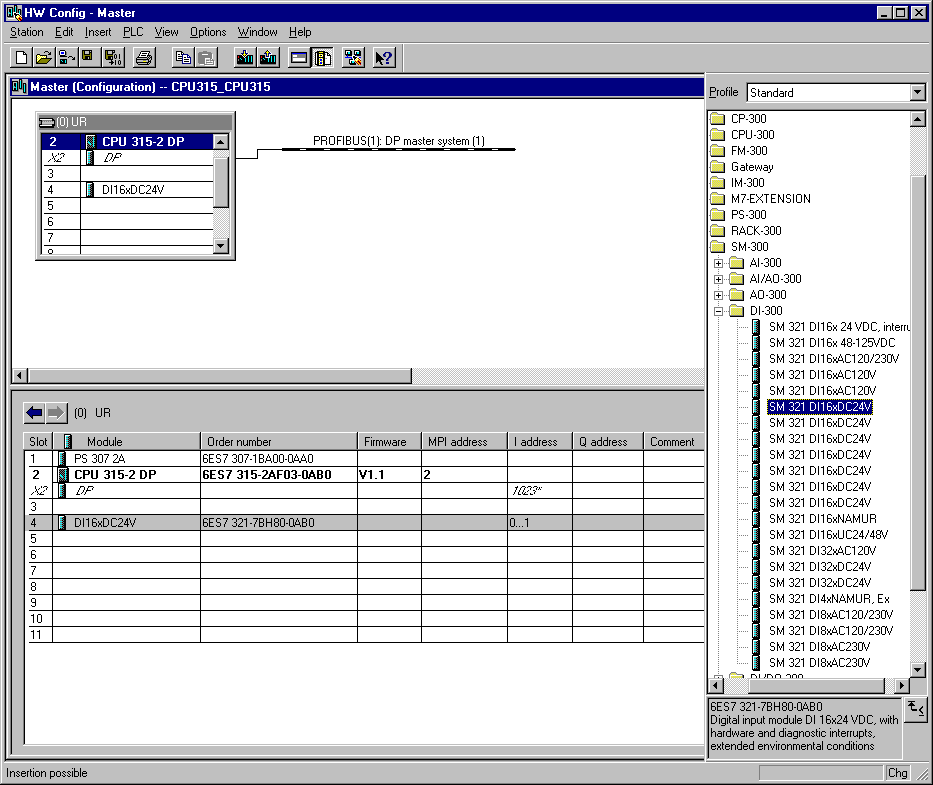 HW Config - Master
Station Edit Insert PLC View Options Window Help
Master (Configuration) -- CPU315_CPU315
(0) UR
2 CPU 315-2 DP
X2 DP
3
4 DI16xDC24V
5
6
7
PROFIBUS(1): DP master system (1)
(0) UR
Slot Module Order number Firmware MPI address I address Q address Comment
1 PS 307 2A 6ES7 307-1BA00-0AA0
2 CPU 315-2 DP 6ES7 315-2AF03-0AB0 V1.1 2
X2 DP 1023*
3
4 DI16xDC24V 6ES7 321-7BH80-0AB0 0...1
5
6
7
8
9
10
11
Profile Standard
CP-300
CPU-300
FM-300
Gateway
IM-300
M7-EXTENSION
PS-300
RACK-300
SM-300
AI-300
AI/AO-300
AO-300
DI-300
SM 321 DI16x 24 VDC, interru
SM 321 DI16x 48-125VDC
SM 321 DI16xAC120/230V
SM 321 DI16xAC120V
SM 321 DI16xAC120V
SM 321 DI16xDC24V
SM 321 DI16xDC24V
SM 321 DI16xDC24V
SM 321 DI16xDC24V
SM 321 DI16xDC24V
SM 321 DI16xDC24V
SM 321 DI16xDC24V
SM 321 DI16xNAMUR
SM 321 DI16xUC24/48V
SM 321 DI32xAC120V
SM 321 DI32xDC24V
SM 321 DI32xDC24V
SM 321 DI4xNAMUR, Ex
SM 321 DI8xAC120/230V
SM 321 DI8xAC120/230V
SM 321 DI8xAC230V
SM 321 DI8xAC230V
DI/DO-300
6ES7 321-7BH80-0AB0
Digital input module DI 16x24 VDC, with
hardware and diagnostic interrupts,
extended environmental conditions
Insertion possible
Chg